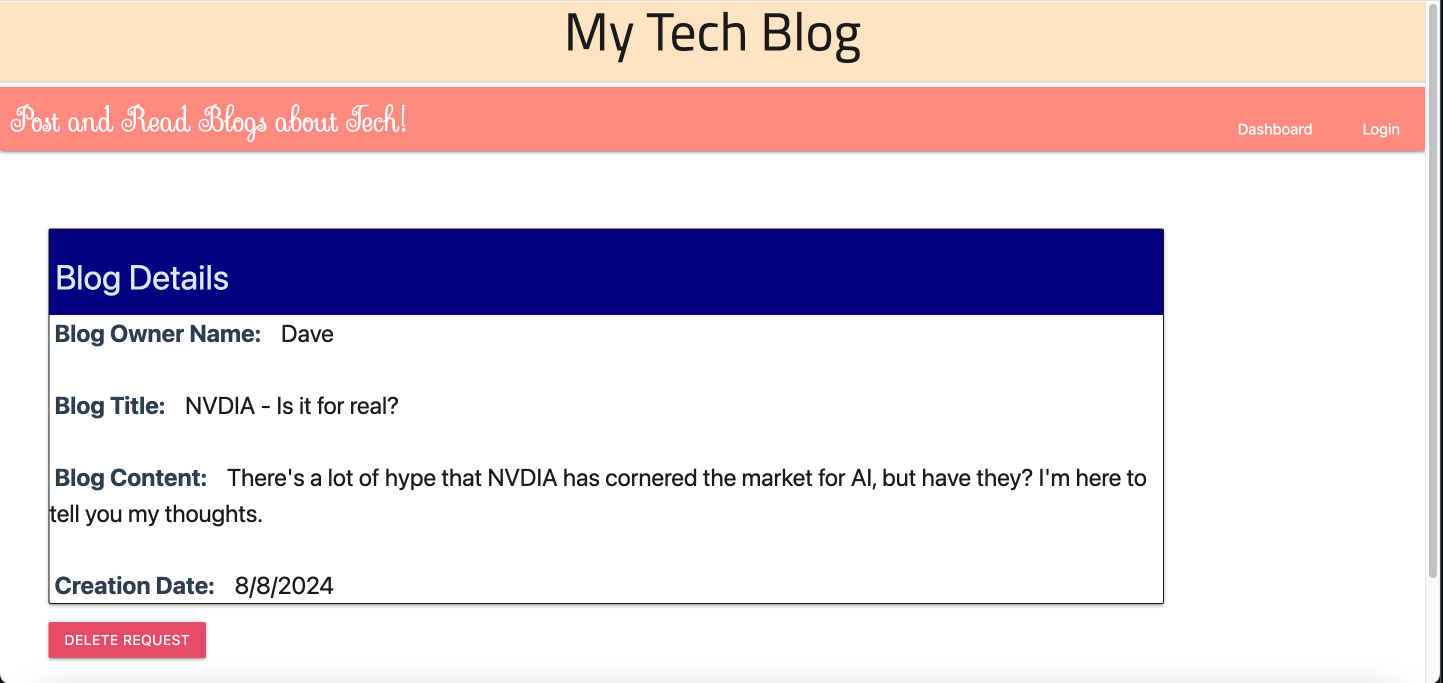 My Tech Blog
Post and Read Blogs about Tech!
Dashboard
Login
Blog Details
Blog Owner Name: Dave
Blog Title: NVDIA - Is it for real?
Blog Content: There's a lot of hype that NVDIA has cornered the market for AI, but have they? I'm here to
tell you my thoughts.
Creation Date: 8/8/2024
DELETE REQUEST